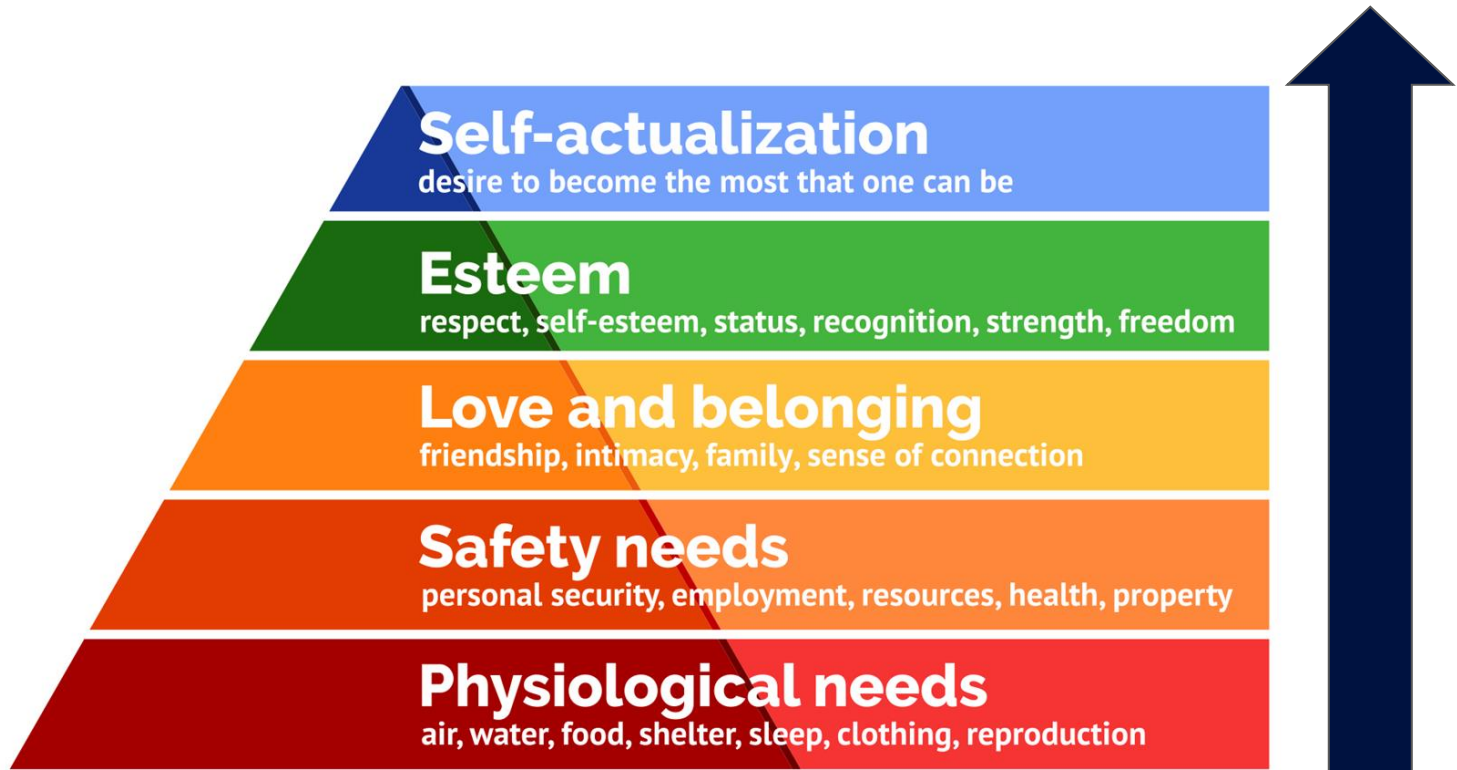 Self-actualization
desire to become the most that one can be
Esteem
respect, self-esteem, status, recognition, strength, freedom
Love and belonging
friendship, intimacy, family, sense of connection
Safety needs
personal security, employment, resources, health, property
Physiological needs
air, water, food, shelter, sleep, clothing, reproduction